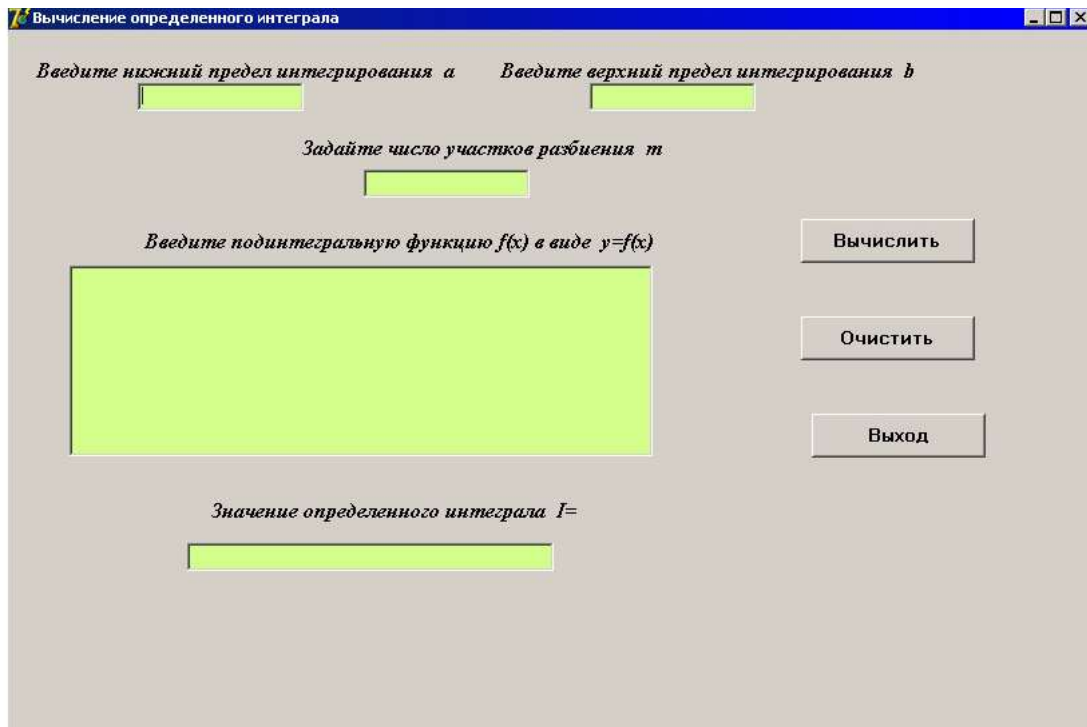 Вычисление определенного интеграла
Введите нижний предел интегрирования a
Введите верхний предел интегрирования b
Задайте число участков разбиения m
Введите подинтегральную функцию f(x) в виде y=f(x)
Вычислить
Очистить
Выход
Значение определенного интеграла I=